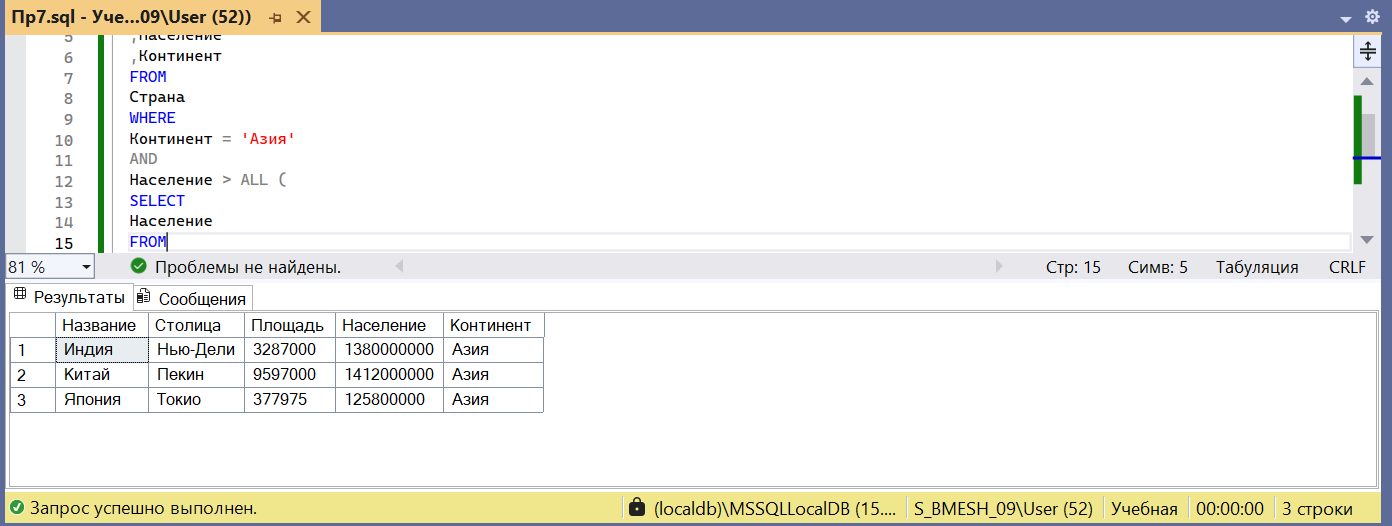 Пр7.sql - Уче...09\User (52))
5 ,Население
6 ,Континент
7 FROM
8 Страна
9 WHERE
10 Континент = 'Азия'
11 AND
12 Население > ALL (
13 SELECT
14 Население
15 FROM
81 % Проблемы не найдены. Стр: 15 Симв: 5 Табуляция CRLF
Результаты Сообщения
Название Столица Площадь Население Континент
1 Индия Нью-Дели 3287000 1380000000 Азия
2 Китай Пекин 9597000 1412000000 Азия
3 Япония Токио 377975 125800000 Азия
Запрос успешно выполнен. (localdb)\MSSQLLocalDB (15.... S_BMESH_09\User (52) Учебная 00:00:00 3 строки